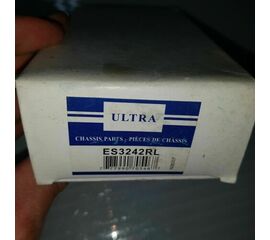 ULTRA
CHASSIS PARTS - PIÈCES DE CHÂSSIS
ES3242RL